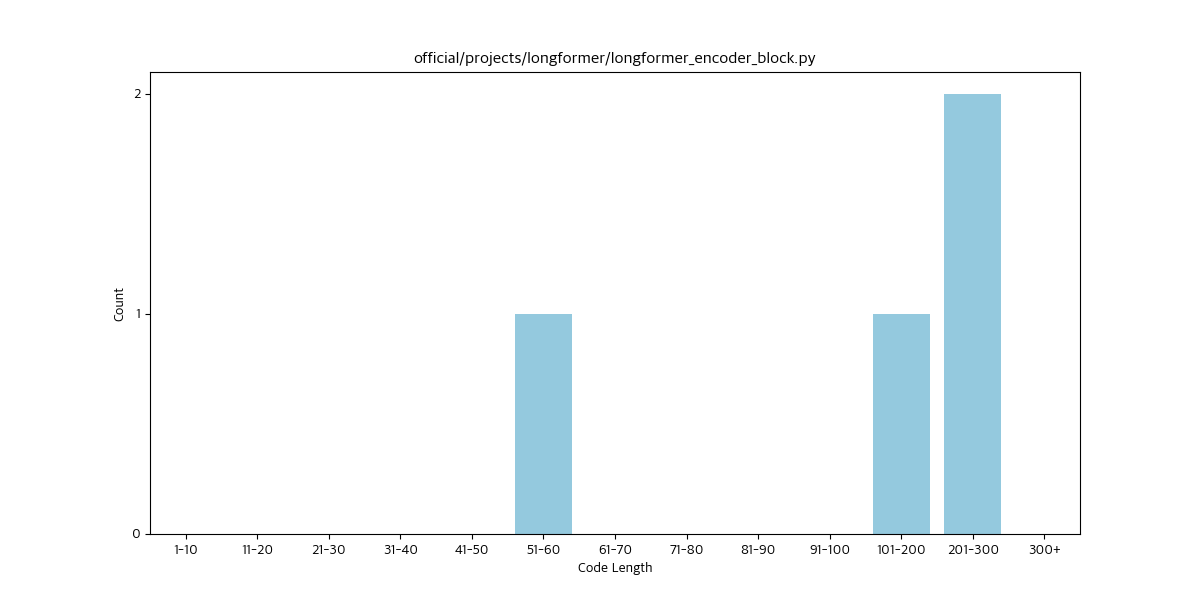 official/projects/longformer/longformer_encoder_block.py
2
1
0
Count
1-10 11-20 21-30 31-40 41-50 51-60 61-70 71-80 81-90 91-100 101-200 201-300 300+
Code Length